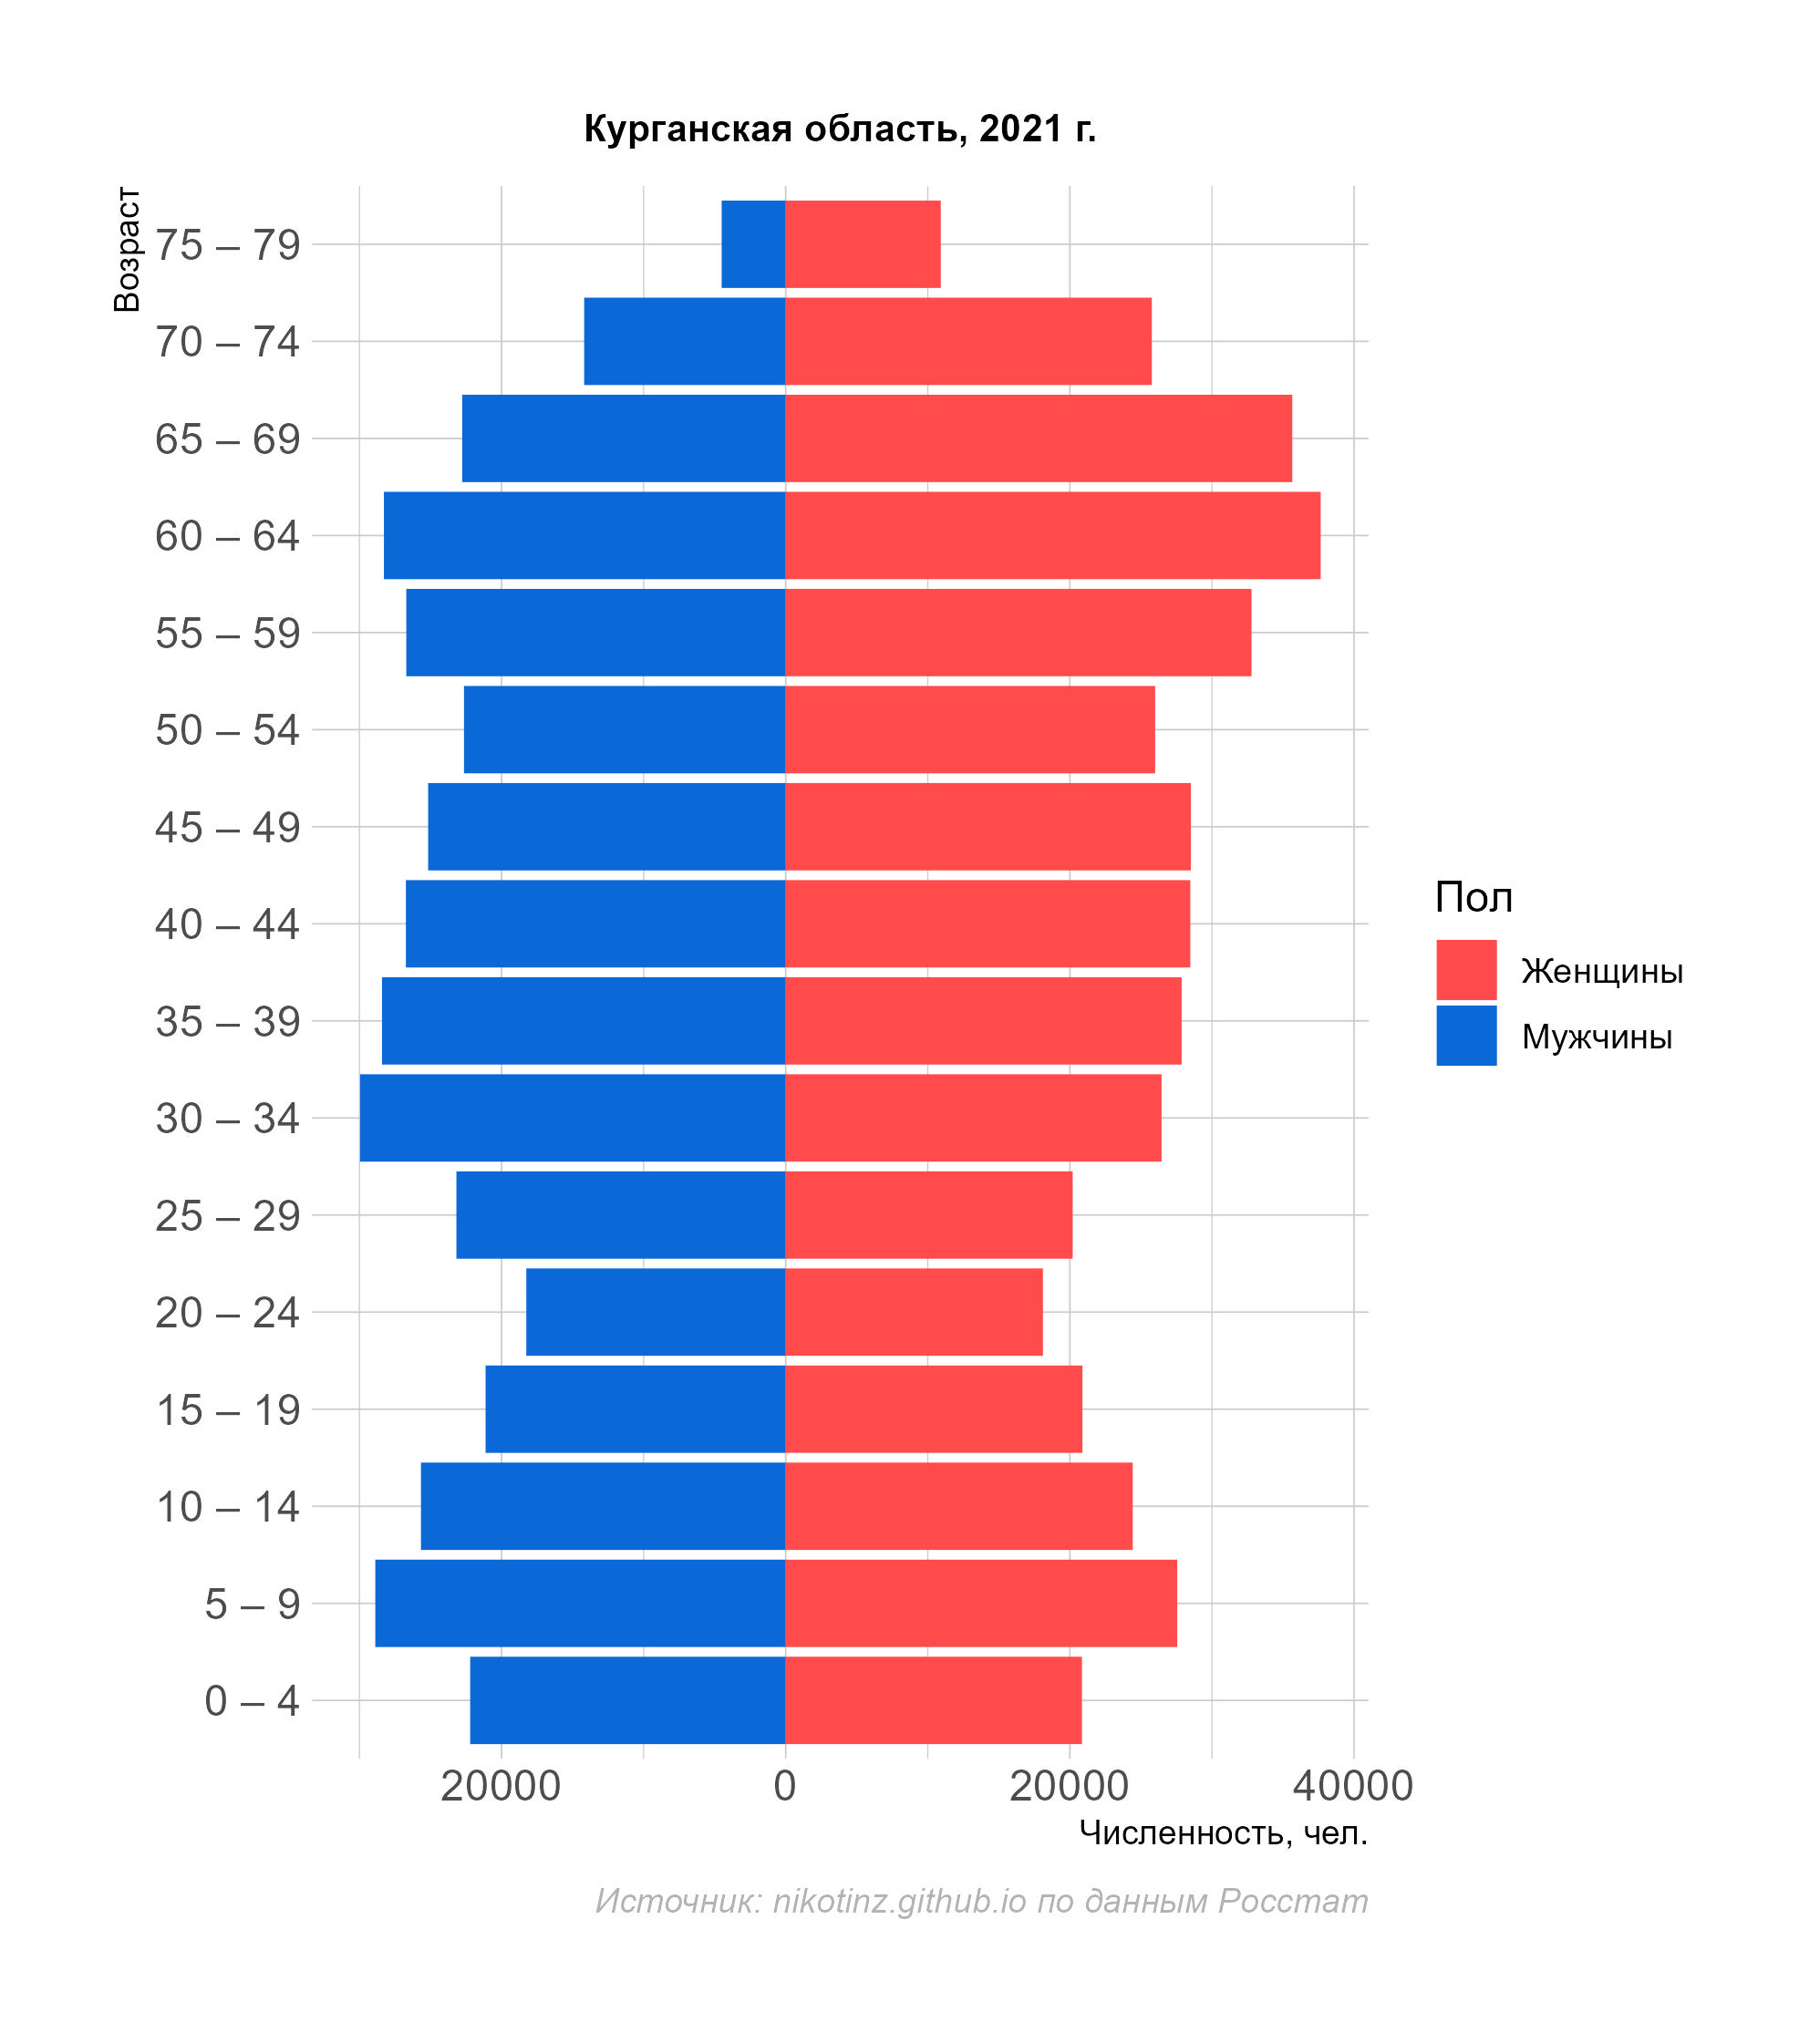 Курганская область, 2021 г.
Возраст
75 – 79
70 – 74
65 – 69
60 – 64
55 – 59
50 – 54
45 – 49
40 – 44
35 – 39
30 – 34
25 – 29
20 – 24
15 – 19
10 – 14
5 – 9
0 – 4
20000 0 20000 40000
Численность, чел.
Пол
Женщины
Мужчины
Источник: nikotinz.github.io по данным Росстат